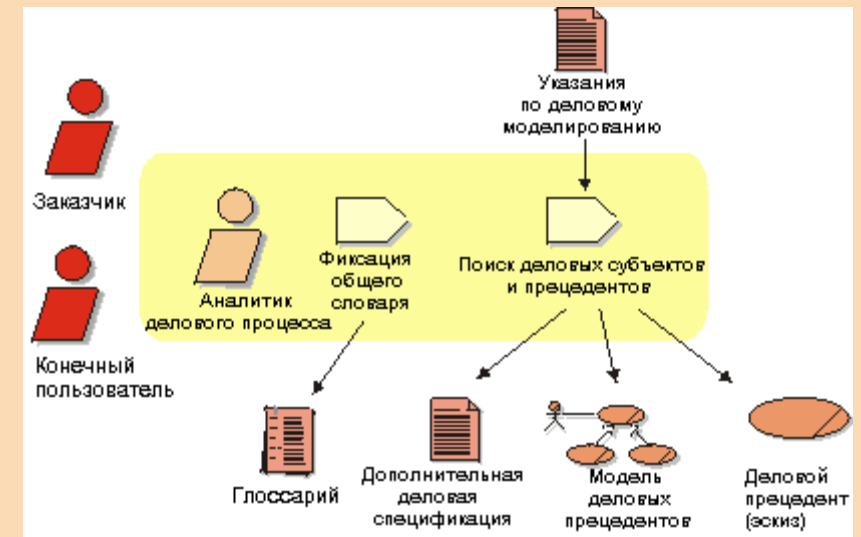 Указания
по деловому
моделированию
Заказчик
Аналитик
делового процесса
Фиксация
общего
словаря
Поиск деловых субъектов
и прецедентов
Конечный
пользователь
Глоссарий
Дополнительная
деловая
спецификация
Модель
деловых
прецедентов
Деловой
прецедент
(эскиз)